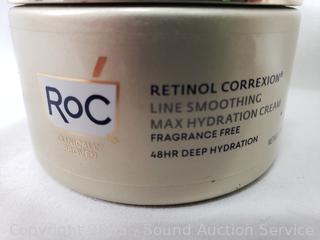 RoC
RETINOL CORREXION®
LINE SMOOTHING
MAX HYDRATION CREAM
FRAGRANCE FREE
48HR DEEP HYDRATION
Sound Auction Service